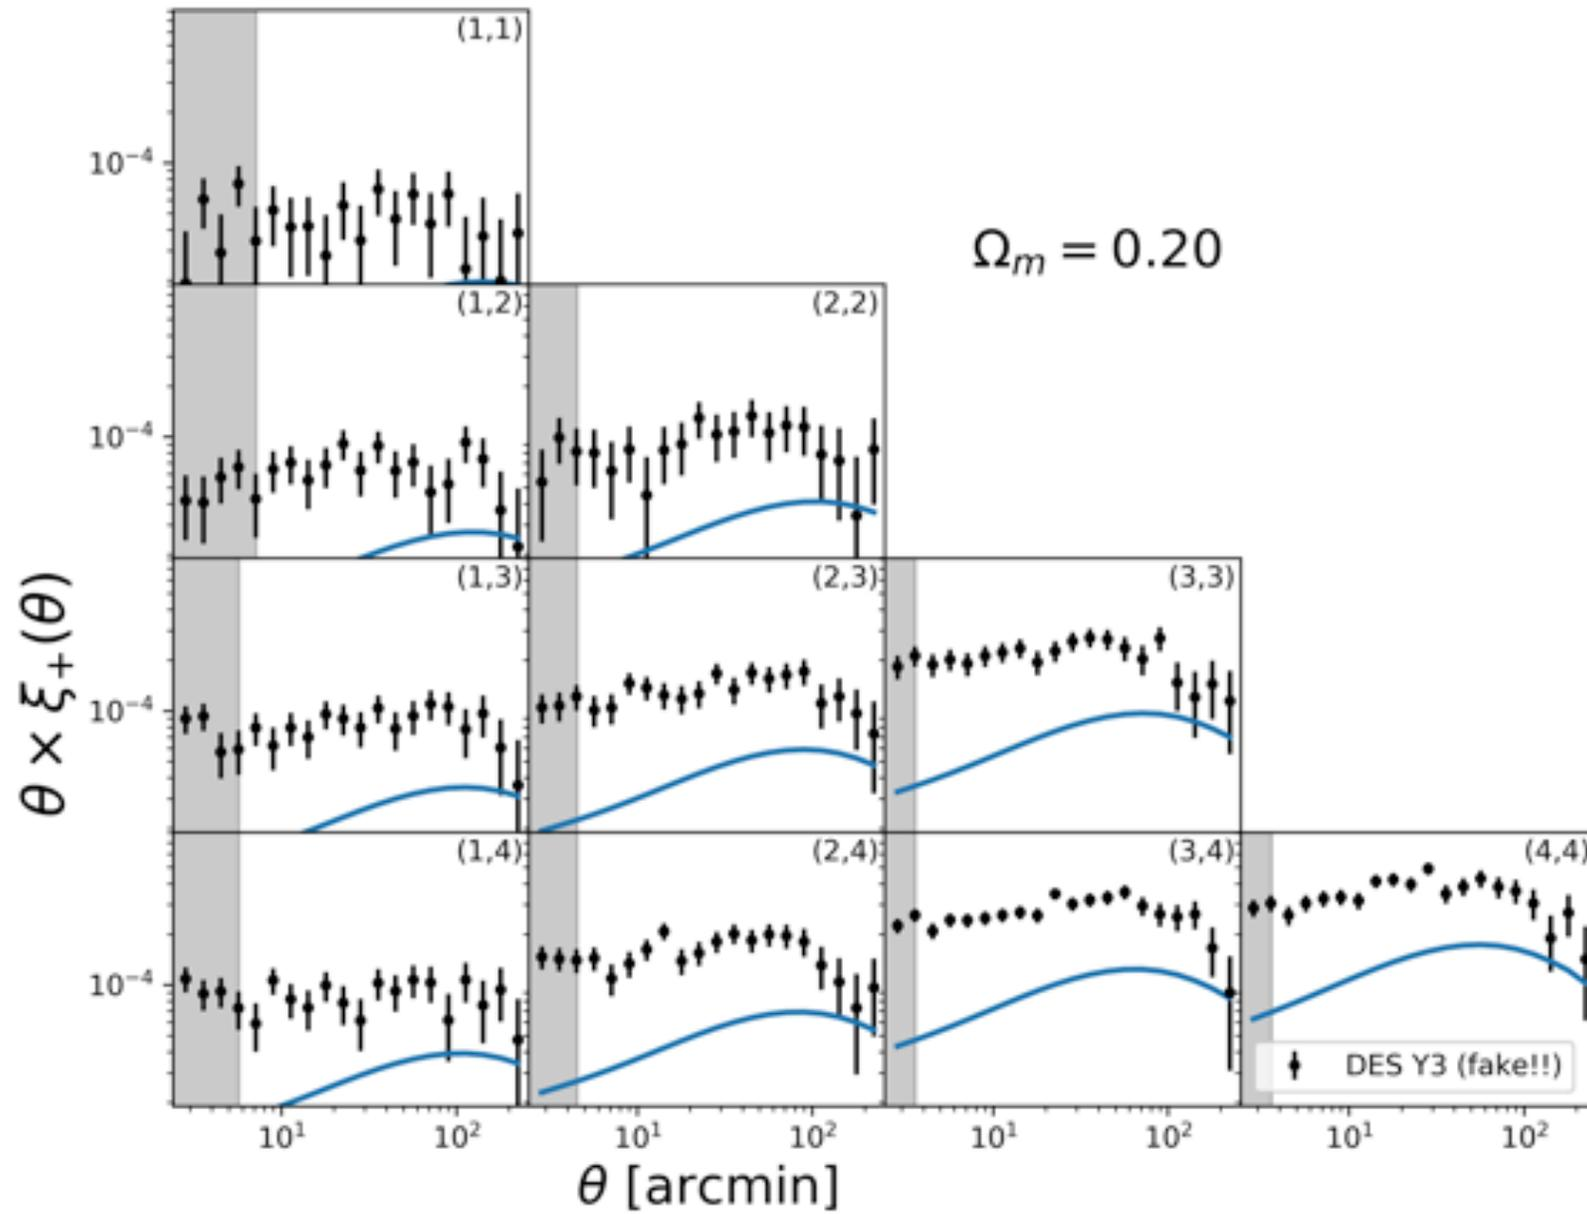 (1,1)
10⁻⁴
Ωₘ = 0.20
(1,2)
(2,2)
10⁻⁴
(1,3)
(2,3)
(3,3)
10⁻⁴
θ × ξ₊(θ)
(1,4)
(2,4)
(3,4)
(4,4)
10⁻⁴
DES Y3 (fake!!)
10¹ 10² 10¹ 10² 10¹ 10² 10¹ 10²
θ [arcmin]